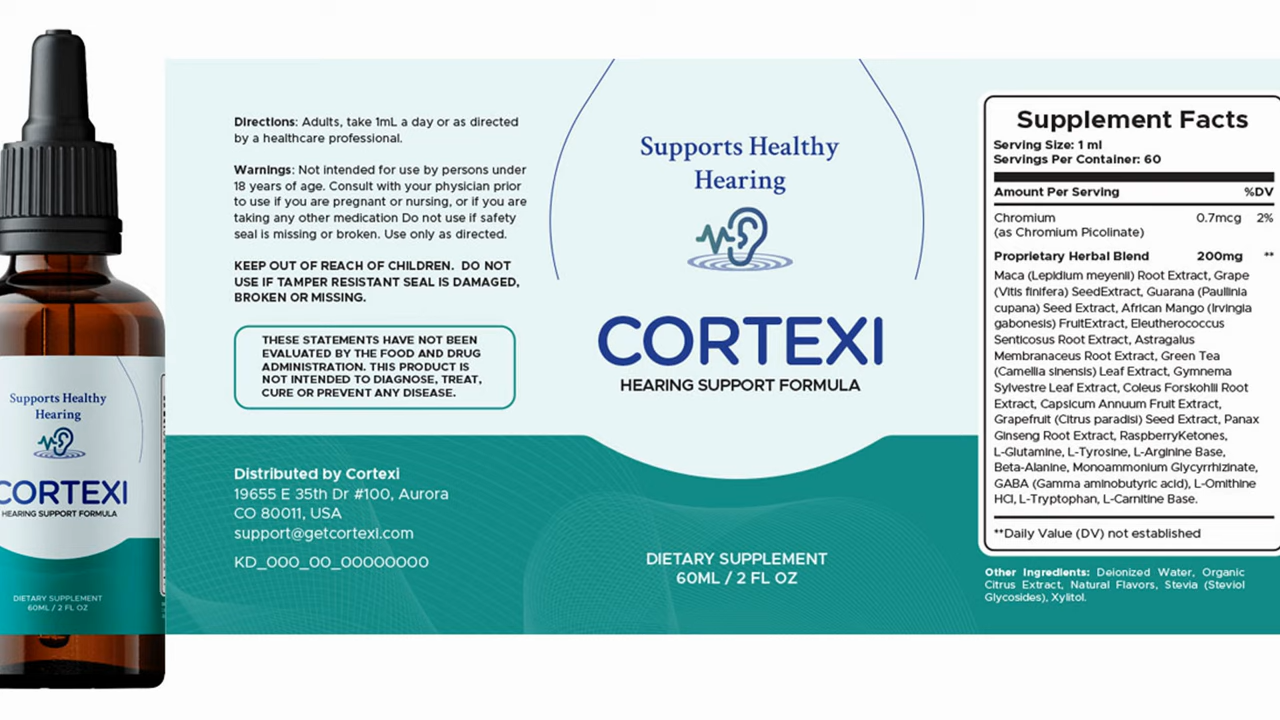 Supports Healthy
Hearing
CORTEXI
HEARING SUPPORT FORMULA
DIETARY SUPPLEMENT
60ML / 2 FL OZ
Directions: Adults, take 1mL a day or as directed
by a healthcare professional.
Warnings: Not intended for use by persons under
18 years of age. Consult with your physician prior
to use if you are pregnant or nursing, or if you are
taking any other medication Do not use if safety
seal is missing or broken. Use only as directed.
KEEP OUT OF REACH OF CHILDREN. DO NOT
USE IF TAMPER RESISTANT SEAL IS DAMAGED,
BROKEN OR MISSING.
THESE STATEMENTS HAVE NOT BEEN
EVALUATED BY THE FOOD AND DRUG
ADMINISTRATION. THIS PRODUCT IS
NOT INTENDED TO DIAGNOSE, TREAT,
CURE OR PREVENT ANY DISEASE.
Distributed by Cortexi
19655 E 35th Dr #100, Aurora
CO 80011, USA
support@getcortexi.com
KD_000_00_00000000
Supports Healthy
Hearing
CORTEXI
HEARING SUPPORT FORMULA
DIETARY SUPPLEMENT
60ML / 2 FL OZ
Supplement Facts
Serving Size: 1 ml
Servings Per Container: 60
Amount Per Serving %DV
Chromium 0.7mcg 2%
(as Chromium Picolinate)
Proprietary Herbal Blend 200mg **
Maca (Lepidium meyenii) Root Extract, Grape
(Vitis finifera) SeedExtract, Guarana (Paullinia
cupana) Seed Extract, African Mango (Irvingia
gabonesis) FruitExtract, Eleutherococcus
Senticosus Root Extract, Astragalus
Membranaceus Root Extract, Green Tea
(Camellia sinensis) Leaf Extract, Gymnema
Sylvestre Leaf Extract, Coleus Forskohlii Root
Extract, Capsicum Annuum Fruit Extract,
Grapefruit (Citrus paradisi) Seed Extract, Panax
Ginseng Root Extract, RaspberryKetones,
L-Glutamine, L-Tyrosine, L-Arginine Base,
Beta-Alanine, Monoammonium Glycyrrhizinate,
GABA (Gamma aminobutyric acid), L-Ornithine
HCl, L-Tryptophan, L-Carnitine Base.
**Daily Value (DV) not established
Other Ingredients: Deionized Water, Organic
Citrus Extract, Natural Flavors, Stevia (Steviol
Glycosides), Xylitol.